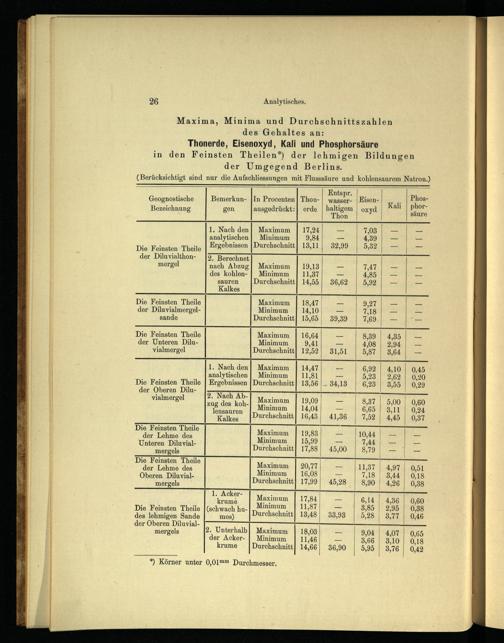 26 Analytisches.
Maxima, Minima und Durchschnittszahlen
des Gehaltes an:
Thonerde, Eisenoxyd, Kali und Phosphorsäure
in den Feinsten Theilen*) der lehmigen Bildungen
der Umgegend Berlins.
(Berücksichtigt sind nur die Aufschliessungen mit Flusssäure und kohlensaurem Natron.)
Geognostische Bezeichnung | Bemerkungen | In Procenten ausgedrückt: | Thonerde | Entspr. wasserhaltigem Thon | Eisenoxyd | Kali | Phosphorsäure
Die Feinsten Theile der Diluvialthonmergel
1. Nach den analytischen Ergebnissen
Maximum 17,24 — 7,03 — —
Minimum 9,84 — 4,39 — —
Durchschnitt 13,11 32,99 5,32 — —
2. Berechnet nach Abzug des kohlensauren Kalkes
Maximum 19,13 — 7,47 — —
Minimum 11,37 — 4,85 — —
Durchschnitt 14,55 36,62 5,92 — —
Die Feinsten Theile der Diluvialmergelsande
Maximum 18,47 — 9,27 — —
Minimum 14,10 — 7,18 — —
Durchschnitt 15,65 39,39 7,69 — —
Die Feinsten Theile der Unteren Diluvialmergel
Maximum 16,64 — 8,39 4,35 —
Minimum 9,41 — 4,08 2,94 —
Durchschnitt 12,52 31,51 5,87 3,64 —
Die Feinsten Theile der Oberen Diluvialmergel
1. Nach den analytischen Ergebnissen
Maximum 14,47 — 6,92 4,10 0,45
Minimum 11,81 — 5,23 2,62 0,20
Durchschnitt 13,56 34,13 6,23 3,55 0,29
2. Nach Abzug des kohlensauren Kalkes
Maximum 19,09 — 8,37 5,00 0,60
Minimum 14,04 — 6,65 3,11 0,24
Durchschnitt 16,43 41,36 7,52 4,45 0,37
Die Feinsten Theile der Lehme des Unteren Diluvialmergels
Maximum 19,83 — 10,44 — —
Minimum 15,99 — 7,44 — —
Durchschnitt 17,88 45,00 8,79 — —
Die Feinsten Theile der Lehme des Oberen Diluvialmergels
Maximum 20,77 — 11,37 4,97 0,51
Minimum 16,08 — 7,18 3,44 0,18
Durchschnitt 17,99 45,28 8,90 4,26 0,38
Die Feinsten Theile des lehmigen Sande der Oberen Diluvialmergels
1. Ackerkrume (schwach humos)
Maximum 17,84 — 6,14 4,36 0,60
Minimum 11,87 — 3,85 2,95 0,38
Durchschnitt 13,48 33,93 5,28 3,77 0,46
2. Unterhalb der Ackerkrume
Maximum 18,03 — 9,04 4,07 0,65
Minimum 11,46 — 3,66 3,10 0,18
Durchschnitt 14,66 36,90 5,95 3,76 0,42
*) Körner unter 0,01mm Durchmesser.